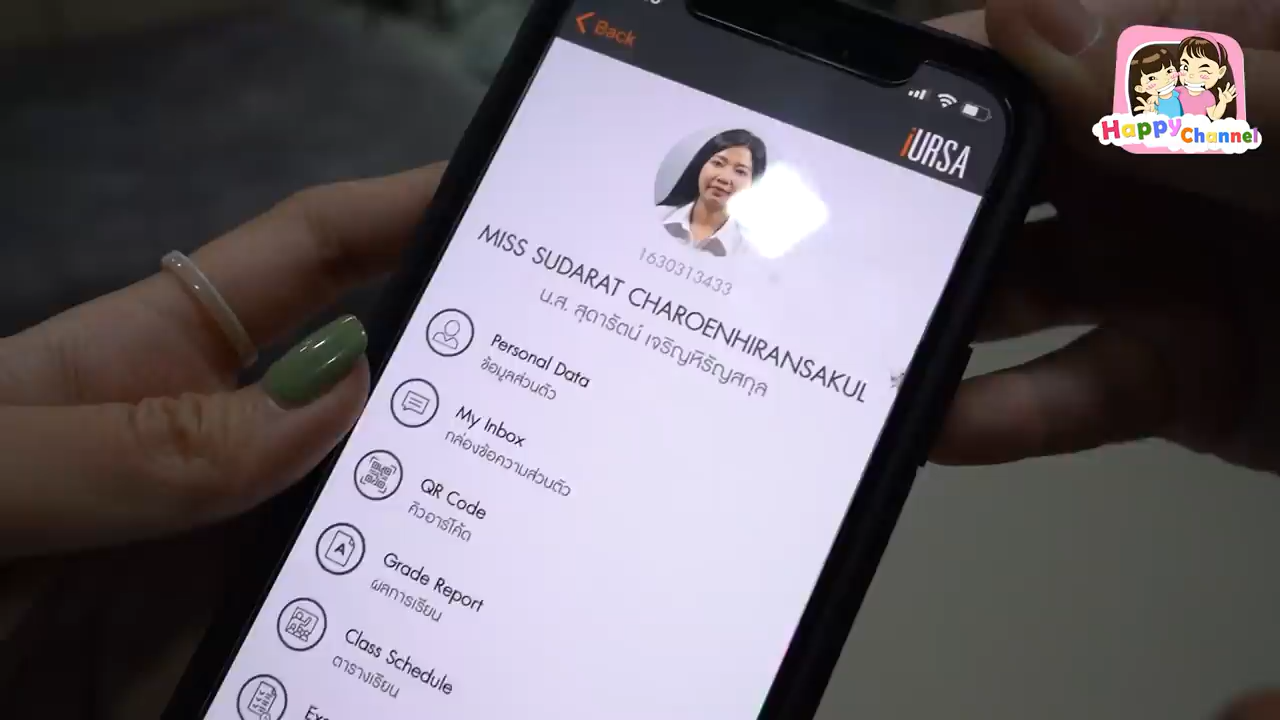 Back
iURSA
1630313433
MISS SUDARAT CHAROENHIRANSAKUL
น.ส. สุดารัตน์ เจริญหิรัญสกุล
Personal Data
ข้อมูลส่วนตัว
My Inbox
กล่องข้อความส่วนตัว
QR Code
คิวอาร์โค้ด
Grade Report
ผลการเรียน
Class Schedule
ตารางเรียน
Happy Channel